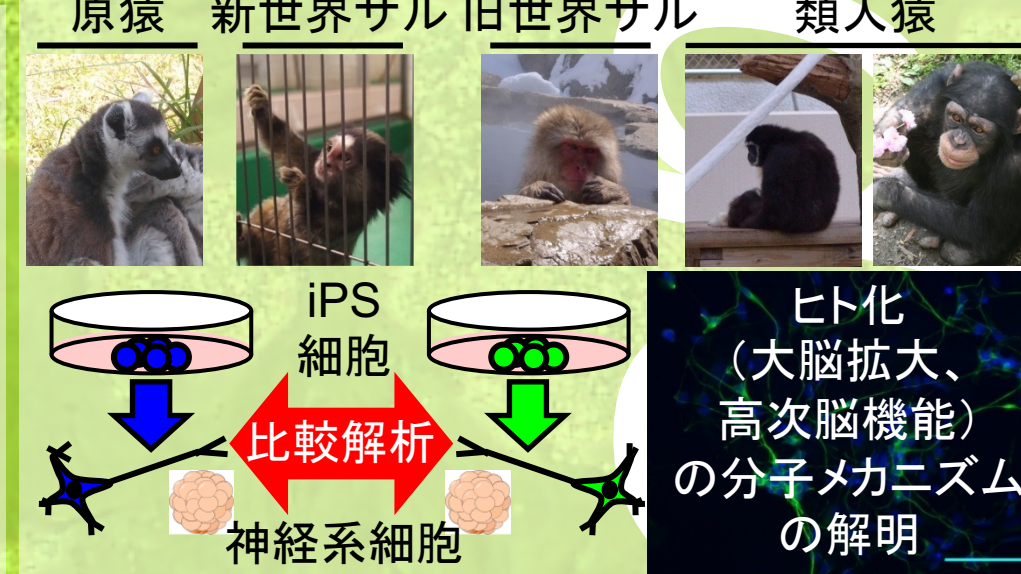 原猿 新世界サル 旧世界サル 類人猿
iPS
細胞
比較解析
神経系細胞
ヒト化
（大脳拡大、
高次脳機能）
の分子メカニズム
の解明